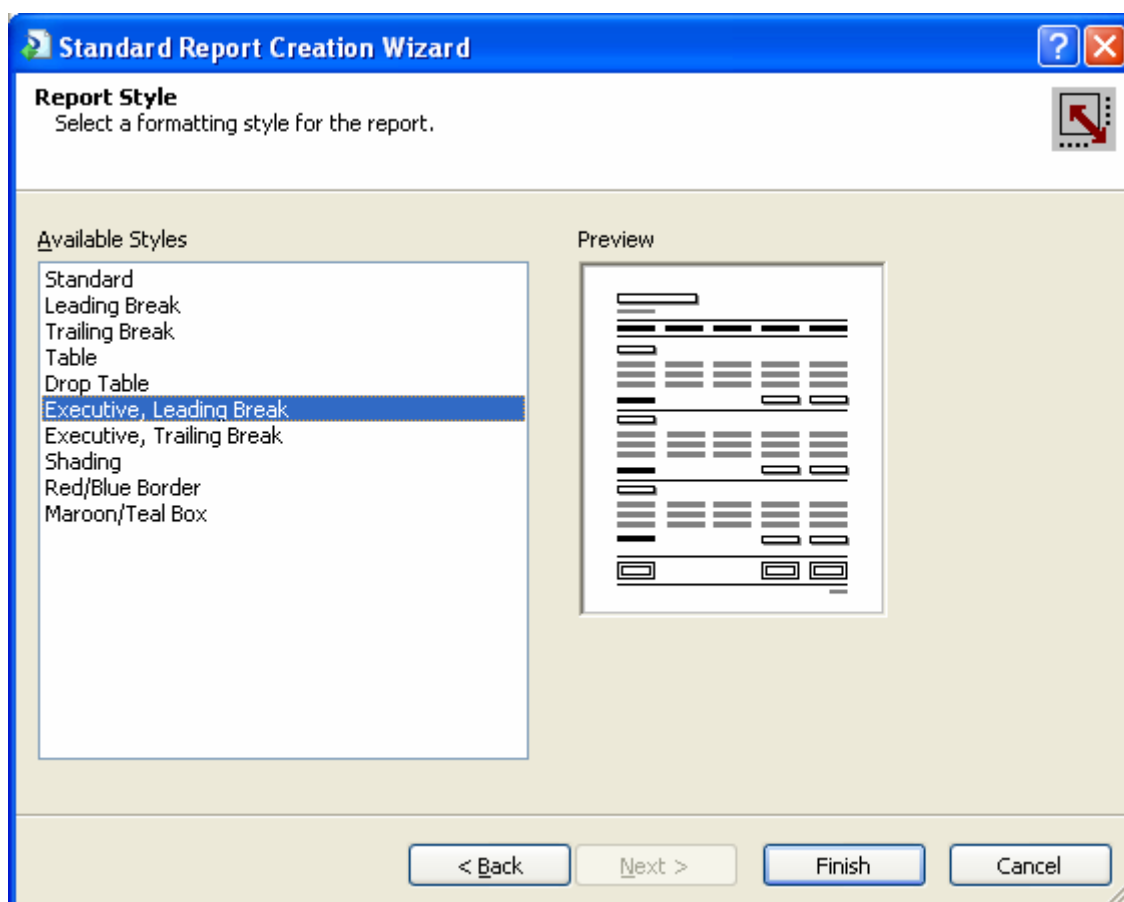 Standard Report Creation Wizard
?
Report Style
Select a formatting style for the report.
Available Styles
Preview
Standard
Leading Break
Trailing Break
Table
Drop Table
Executive, Leading Break
Executive, Trailing Break
Shading
Red/Blue Border
Maroon/Teal Box
< Back
Next >
Finish
Cancel